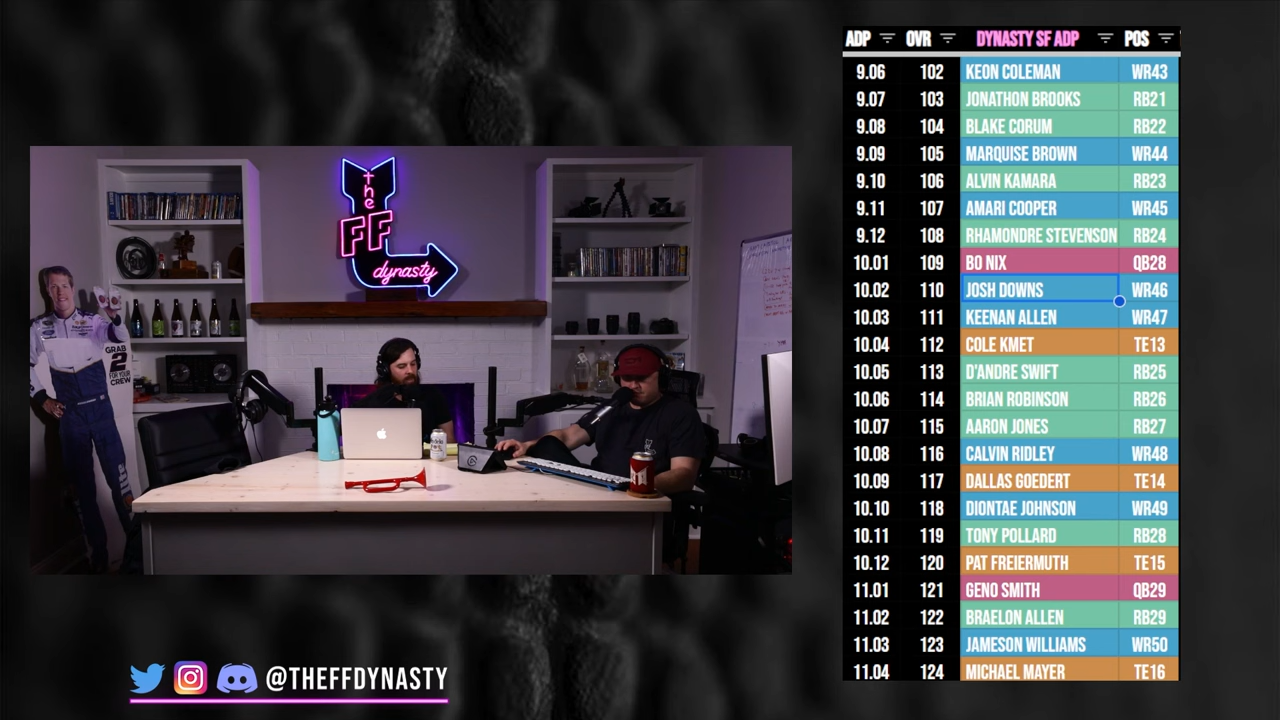 the
FF
dynasty
GRAB
2
FOR YOUR
CREW
@THEFFDYNASTY
ADP OVR DYNASTY SF ADP POS
9.06 102 KEON COLEMAN WR43
9.07 103 JONATHON BROOKS RB21
9.08 104 BLAKE CORUM RB22
9.09 105 MARQUISE BROWN WR44
9.10 106 ALVIN KAMARA RB23
9.11 107 AMARI COOPER WR45
9.12 108 RHAMONDRE STEVENSON RB24
10.01 109 BO NIX QB28
10.02 110 JOSH DOWNS WR46
10.03 111 KEENAN ALLEN WR47
10.04 112 COLE KMET TE13
10.05 113 D'ANDRE SWIFT RB25
10.06 114 BRIAN ROBINSON RB26
10.07 115 AARON JONES RB27
10.08 116 CALVIN RIDLEY WR48
10.09 117 DALLAS GOEDERT TE14
10.10 118 DIONTAE JOHNSON WR49
10.11 119 TONY POLLARD RB28
10.12 120 PAT FREIERMUTH TE15
11.01 121 GENO SMITH QB29
11.02 122 BRAELON ALLEN RB29
11.03 123 JAMESON WILLIAMS WR50
11.04 124 MICHAEL MAYER TE16